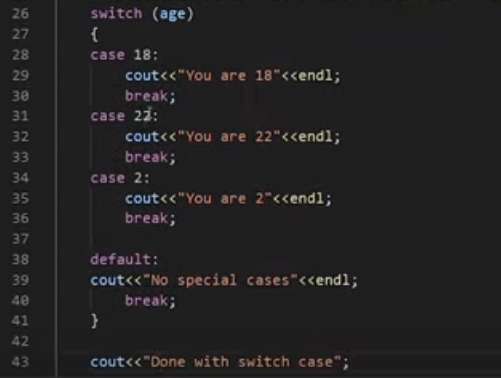 26 switch (age)
27 {
28 case 18:
29 cout<<"You are 18"<<endl;
30 break;
31 case 22:
32 cout<<"You are 22"<<endl;
33 break;
34 case 2:
35 cout<<"You are 2"<<endl;
36 break;
37
38 default:
39 cout<<"No special cases"<<endl;
40 break;
41 }
42
43 cout<<"Done with switch case";